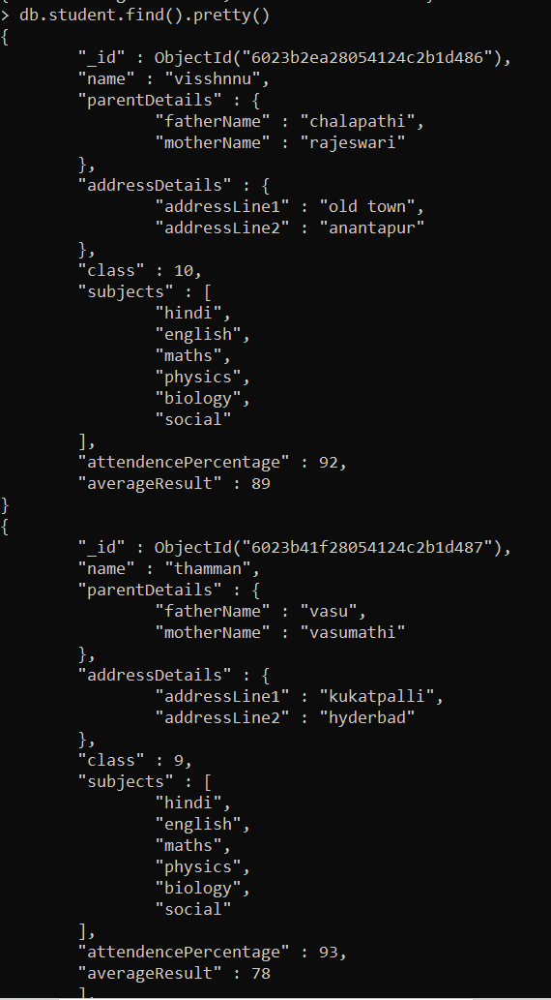 > db.student.find().pretty()
{
        "_id" : ObjectId("6023b2ea28054124c2b1d486"),
        "name" : "visshnnu",
        "parentDetails" : {
                "fatherName" : "chalapathi",
                "motherName" : "rajeswari"
        },
        "addressDetails" : {
                "addressLine1" : "old town",
                "addressLine2" : "anantapur"
        },
        "class" : 10,
        "subjects" : [
                "hindi",
                "english",
                "maths",
                "physics",
                "biology",
                "social"
        ],
        "attendencePercentage" : 92,
        "averageResult" : 89
}
{
        "_id" : ObjectId("6023b41f28054124c2b1d487"),
        "name" : "thamman",
        "parentDetails" : {
                "fatherName" : "vasu",
                "motherName" : "vasumathi"
        },
        "addressDetails" : {
                "addressLine1" : "kukatpalli",
                "addressLine2" : "hyderbad"
        },
        "class" : 9,
        "subjects" : [
                "hindi",
                "english",
                "maths",
                "physics",
                "biology",
                "social"
        ],
        "attendencePercentage" : 93,
        "averageResult" : 78